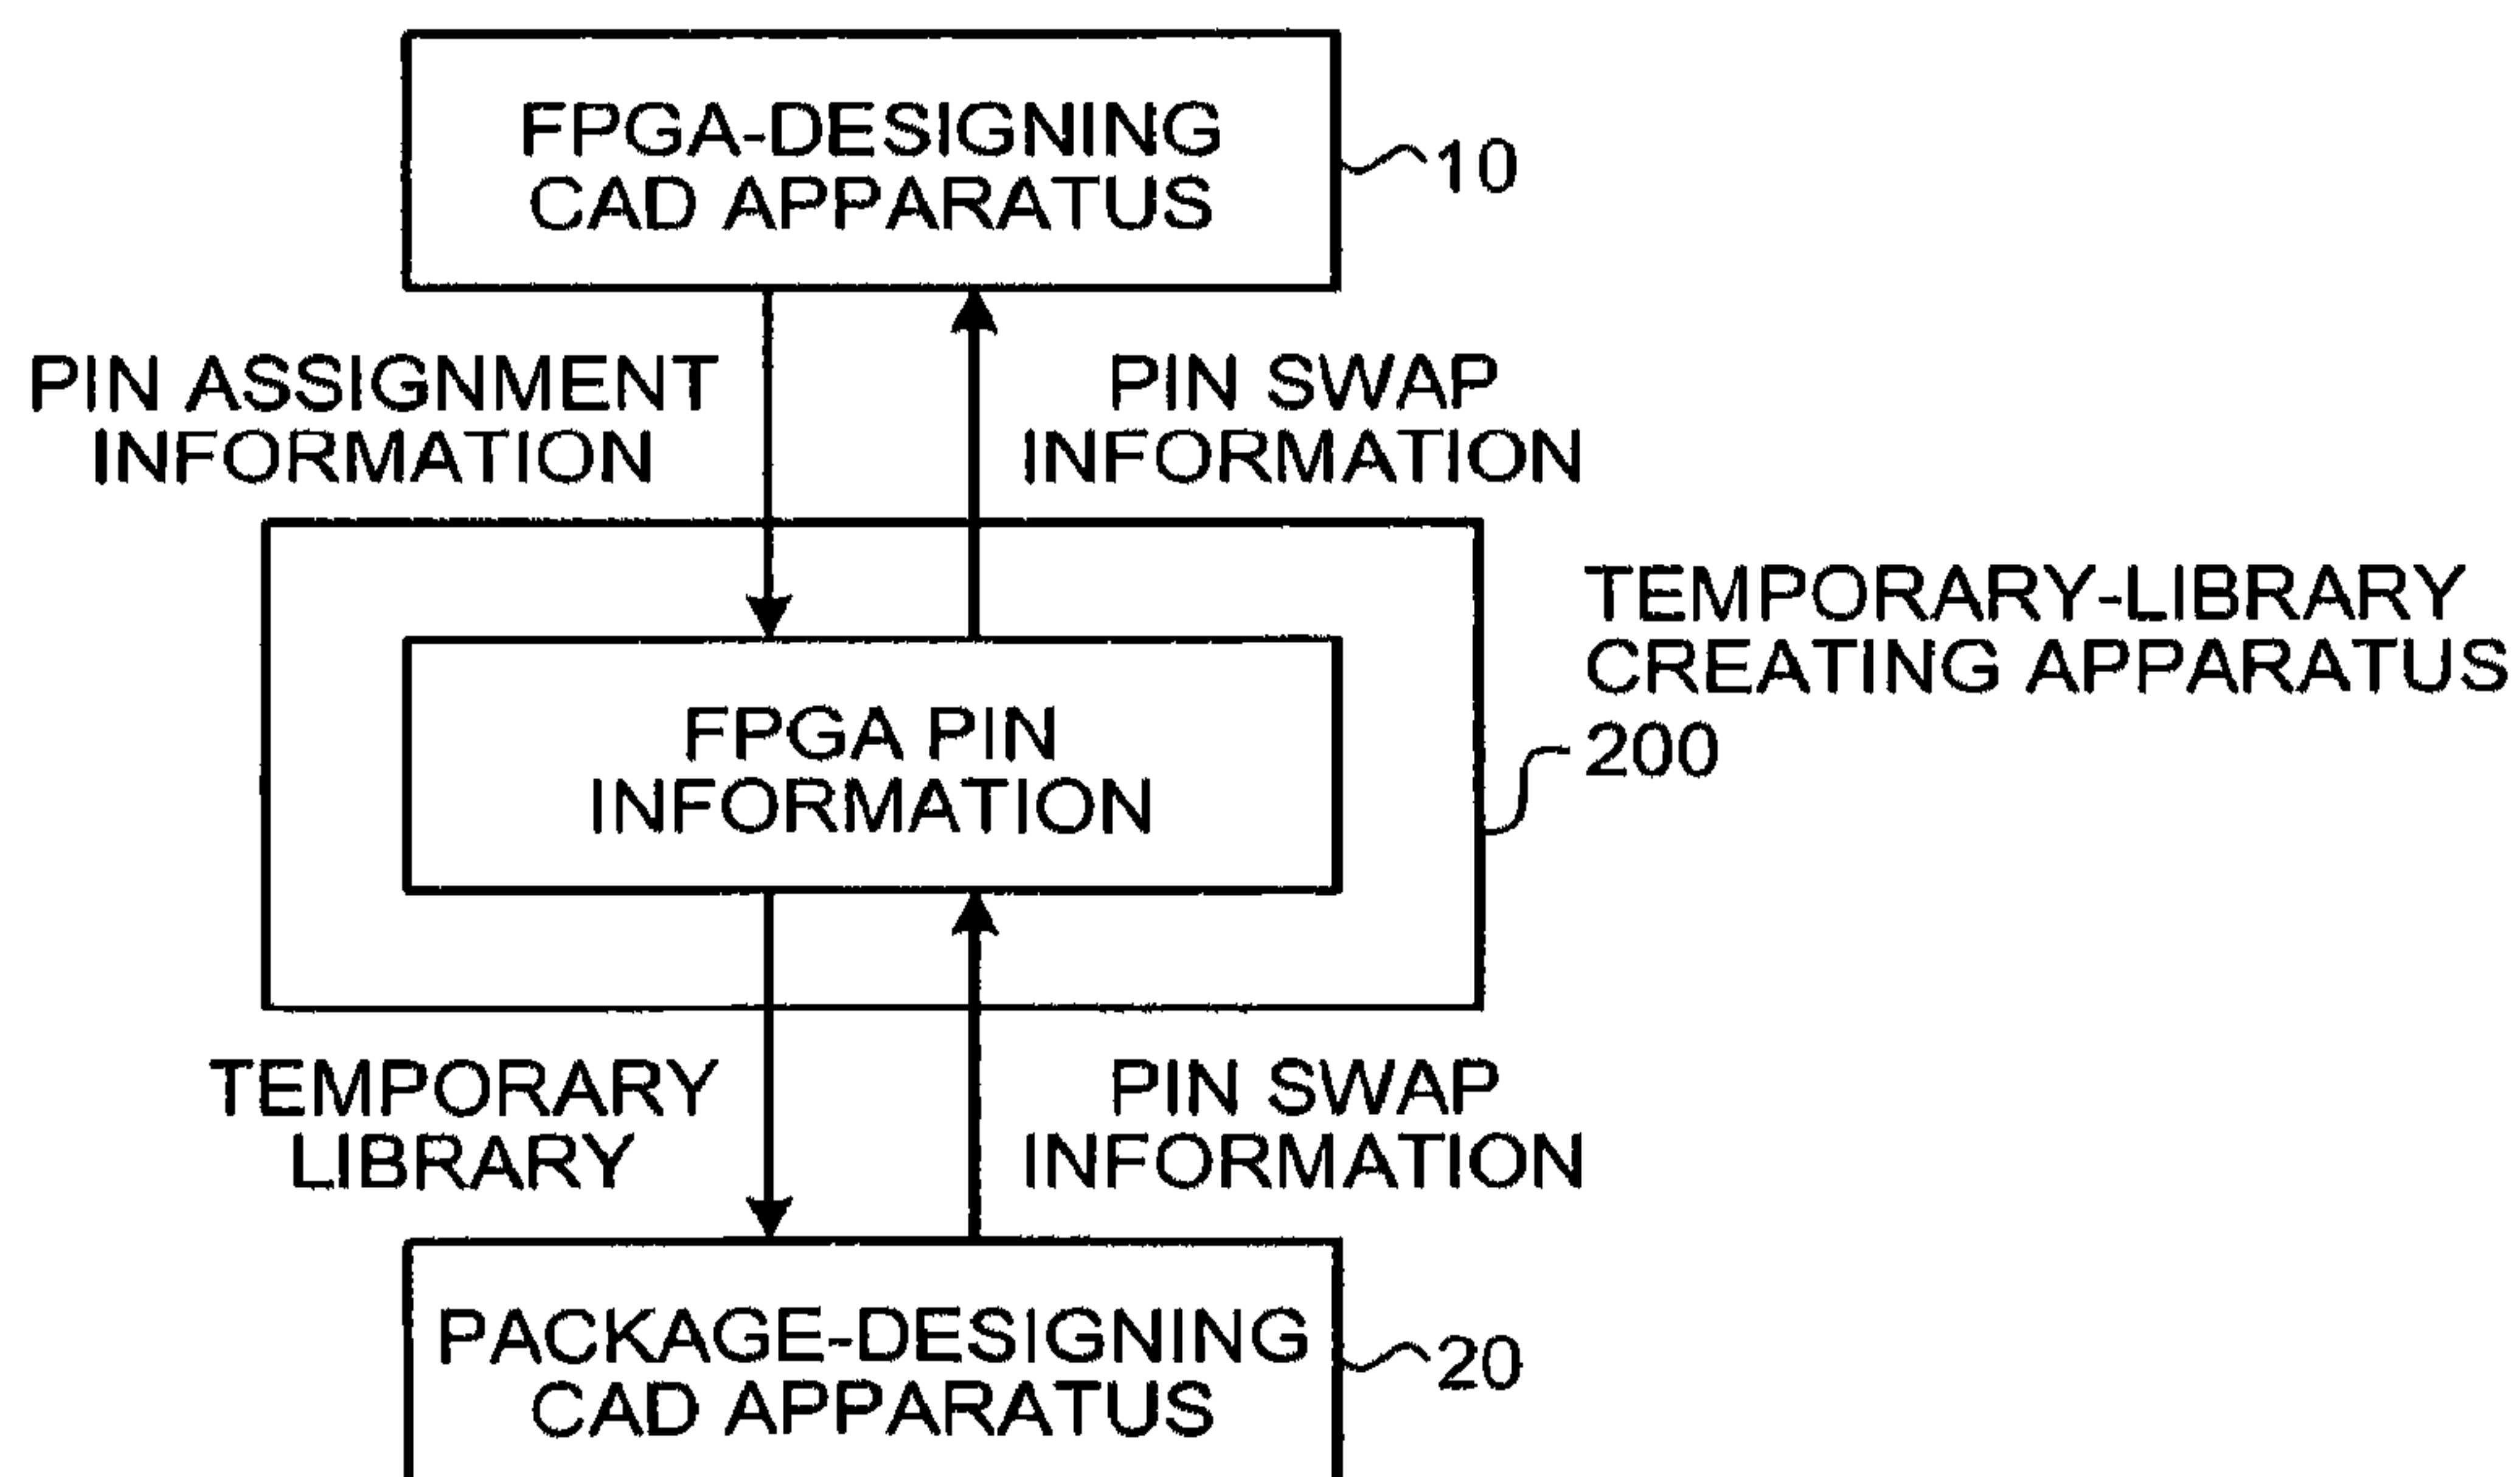 FPGA-DESIGNING
CAD APPARATUS
10
PIN ASSIGNMENT
INFORMATION
PIN SWAP
INFORMATION
TEMPORARY-LIBRARY
CREATING APPARATUS
200
FPGA PIN
INFORMATION
TEMPORARY
LIBRARY
PIN SWAP
INFORMATION
PACKAGE-DESIGNING
CAD APPARATUS
20